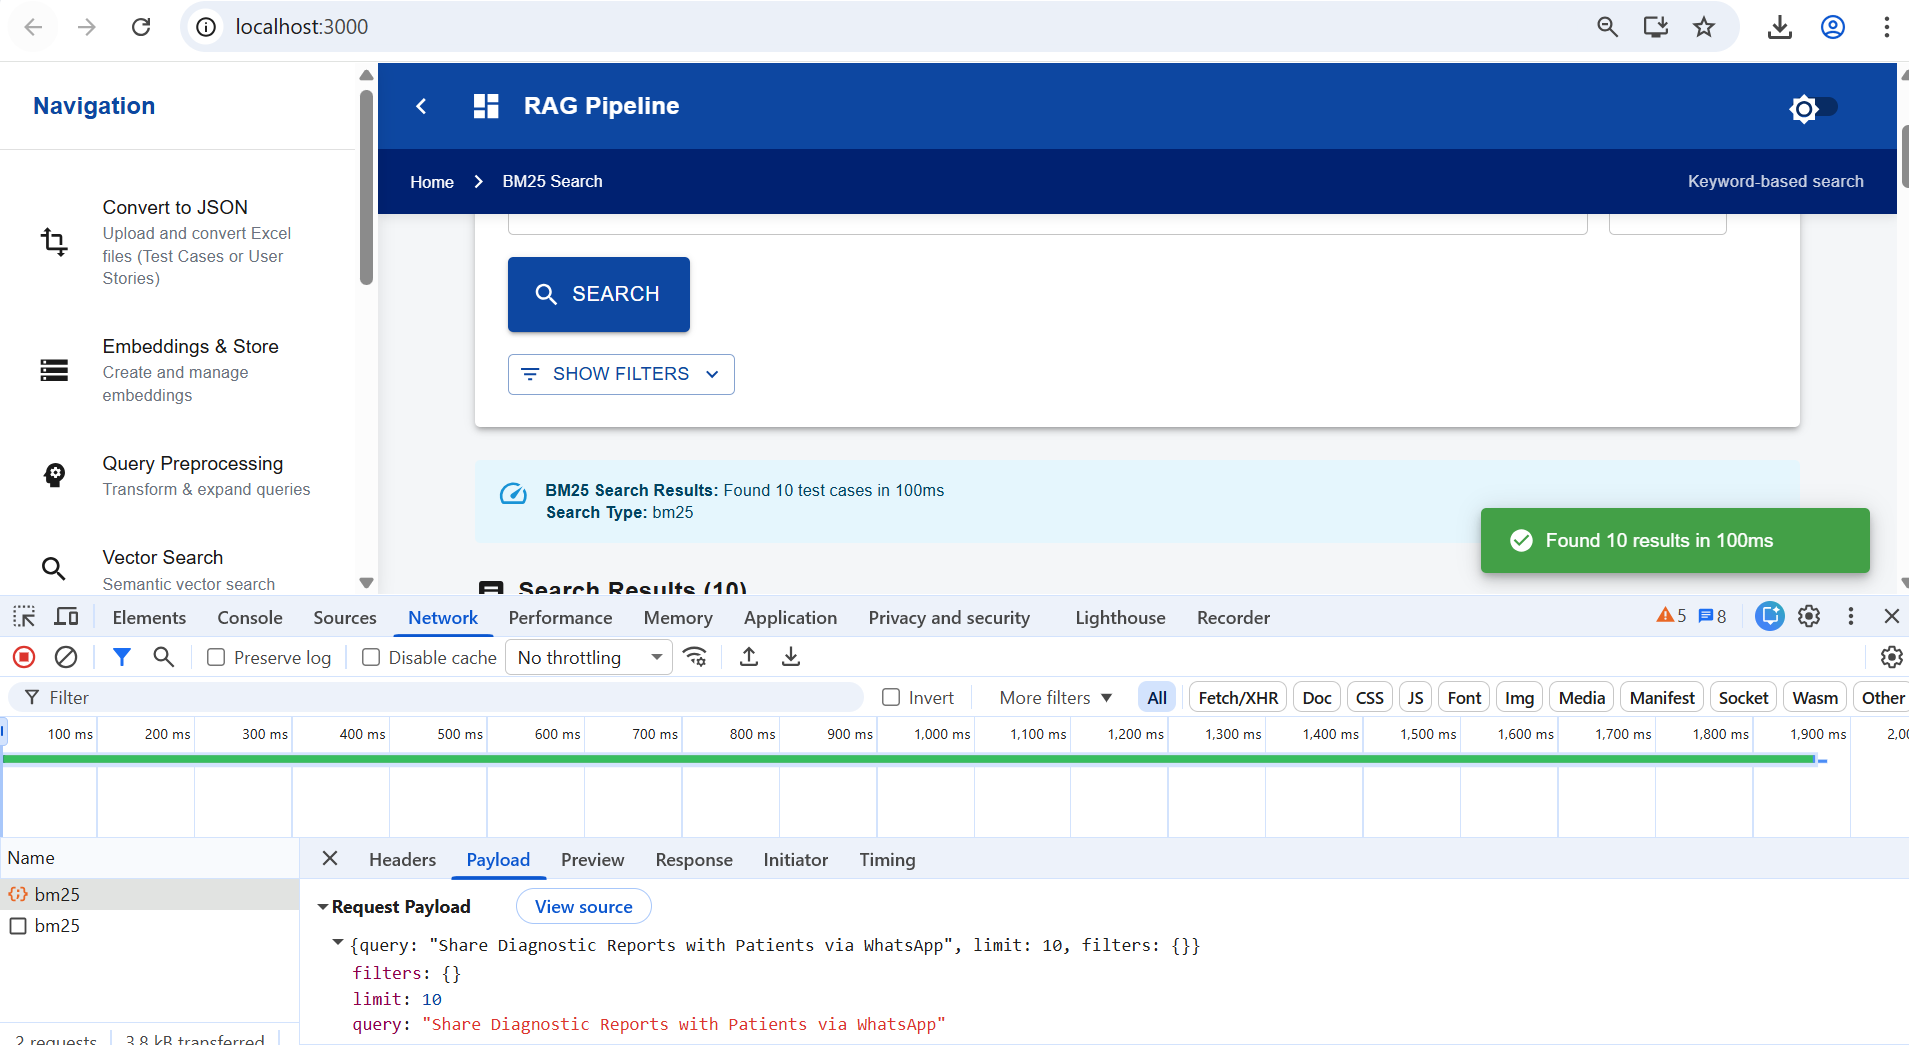 localhost:3000
Navigation
RAG Pipeline
Home
BM25 Search
Keyword-based search
Convert to JSON
Upload and convert Excel
files (Test Cases or User
Stories)
Embeddings & Store
Create and manage
embeddings
Query Preprocessing
Transform & expand queries
Vector Search
Semantic vector search
SEARCH
SHOW FILTERS
BM25 Search Results: Found 10 test cases in 100ms
Search Type: bm25
Found 10 results in 100ms
Search Results (10)
Elements Console Sources Network Performance Memory Application Privacy and security Lighthouse Recorder 5 8
Preserve log Disable cache No throttling
Filter Invert More filters All Fetch/XHR Doc CSS JS Font Img Media Manifest Socket Wasm Other
100 ms 200 ms 300 ms 400 ms 500 ms 600 ms 700 ms 800 ms 900 ms 1,000 ms 1,100 ms 1,200 ms 1,300 ms 1,400 ms 1,500 ms 1,600 ms 1,700 ms 1,800 ms 1,900 ms 2,00
Name
bm25
bm25
2 requests 3.8 kB transferred
Headers Payload Preview Response Initiator Timing
Request Payload View source
{query: "Share Diagnostic Reports with Patients via WhatsApp", limit: 10, filters: {}}
filters: {}
limit: 10
query: "Share Diagnostic Reports with Patients via WhatsApp"